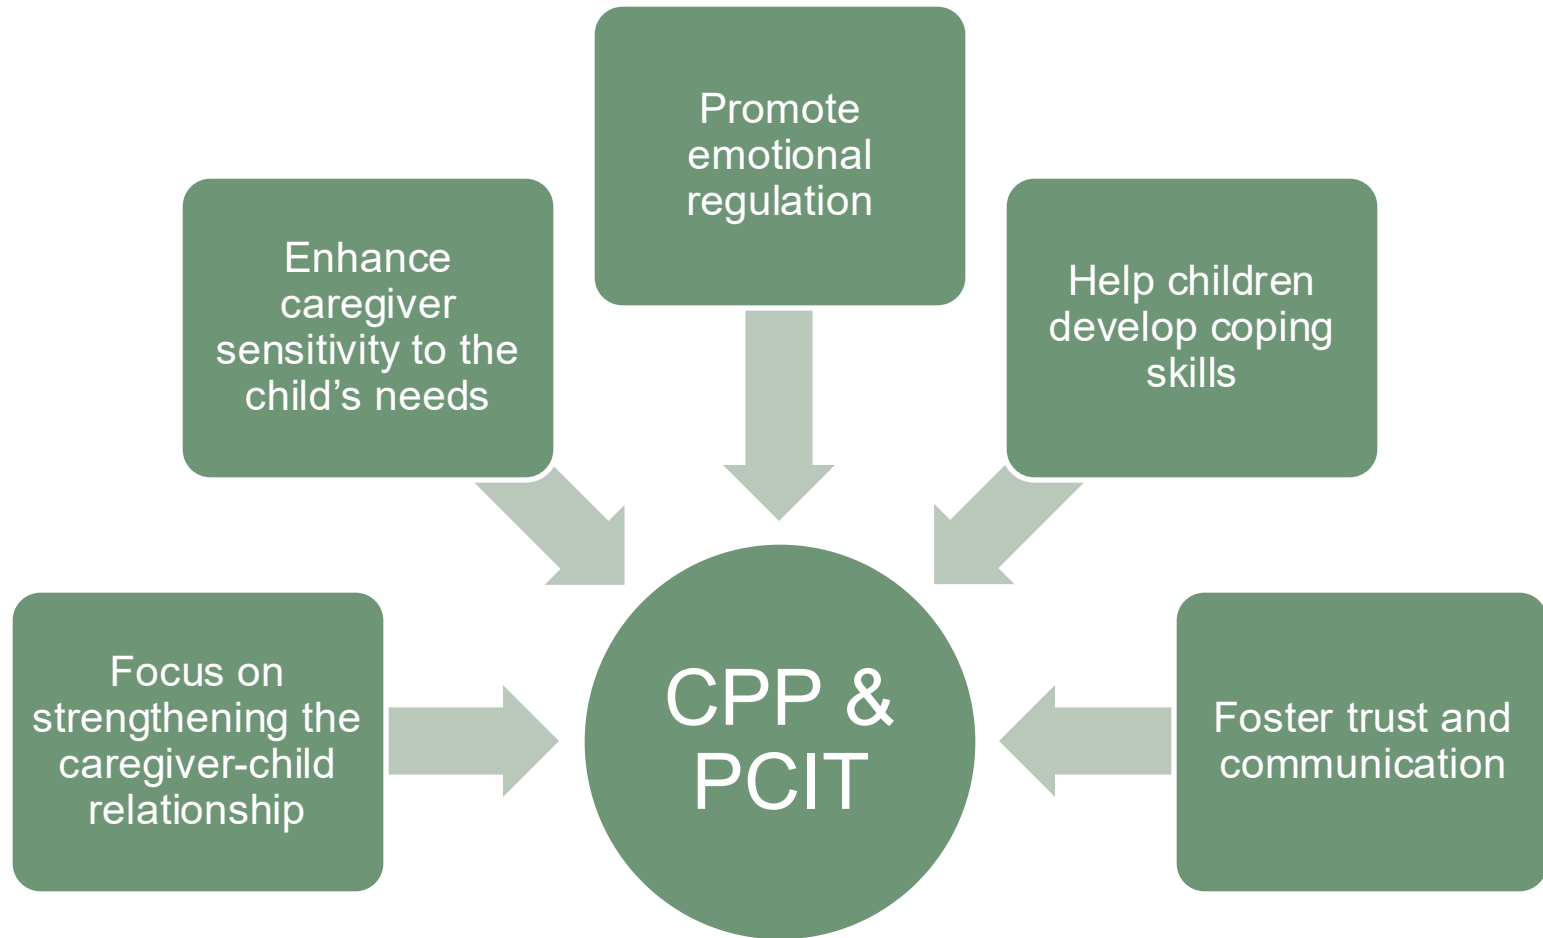 Focus on
strengthening the
caregiver-child
relationship
Enhance
caregiver
sensitivity to the
child’s needs
Promote
emotional
regulation
Help children
develop coping
skills
Foster trust and
communication
CPP &
PCIT